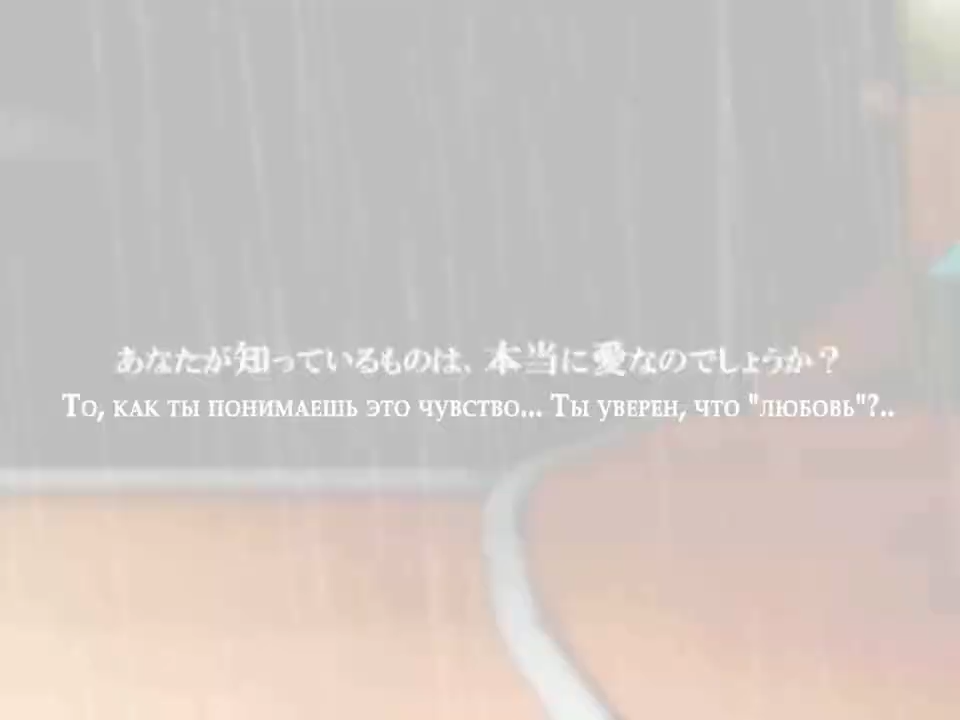 あなたが知っているものは、本当に愛なのでしょうか？
То, как ты понимаешь это чувство... Ты уверен, что "любовь"?..